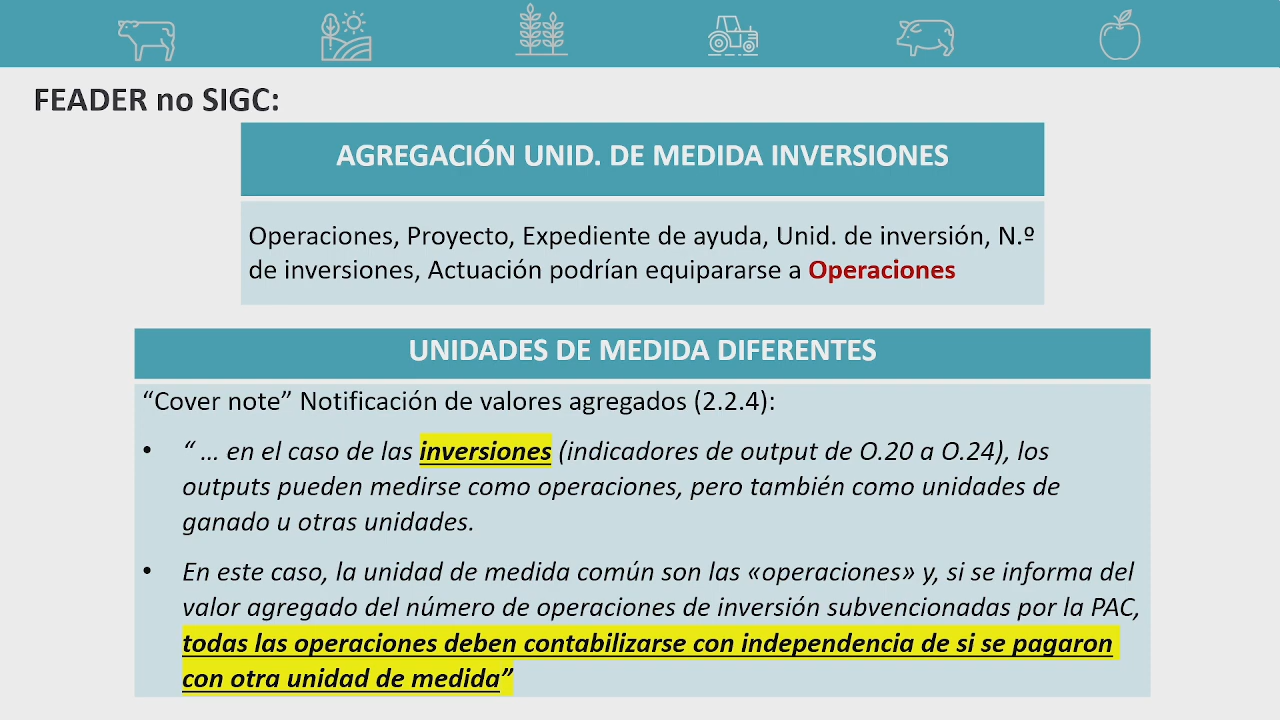 FEADER no SIGC:
AGREGACIÓN UNID. DE MEDIDA INVERSIONES
Operaciones, Proyecto, Expediente de ayuda, Unid. de inversión, N.º
de inversiones, Actuación podrían equipararse a Operaciones
UNIDADES DE MEDIDA DIFERENTES
“Cover note” Notificación de valores agregados (2.2.4):
• “ … en el caso de las inversiones (indicadores de output de O.20 a O.24), los
outputs pueden medirse como operaciones, pero también como unidades de
ganado u otras unidades.
• En este caso, la unidad de medida común son las «operaciones» y, si se informa del
valor agregado del número de operaciones de inversión subvencionadas por la PAC,
todas las operaciones deben contabilizarse con independencia de si se pagaron
con otra unidad de medida”